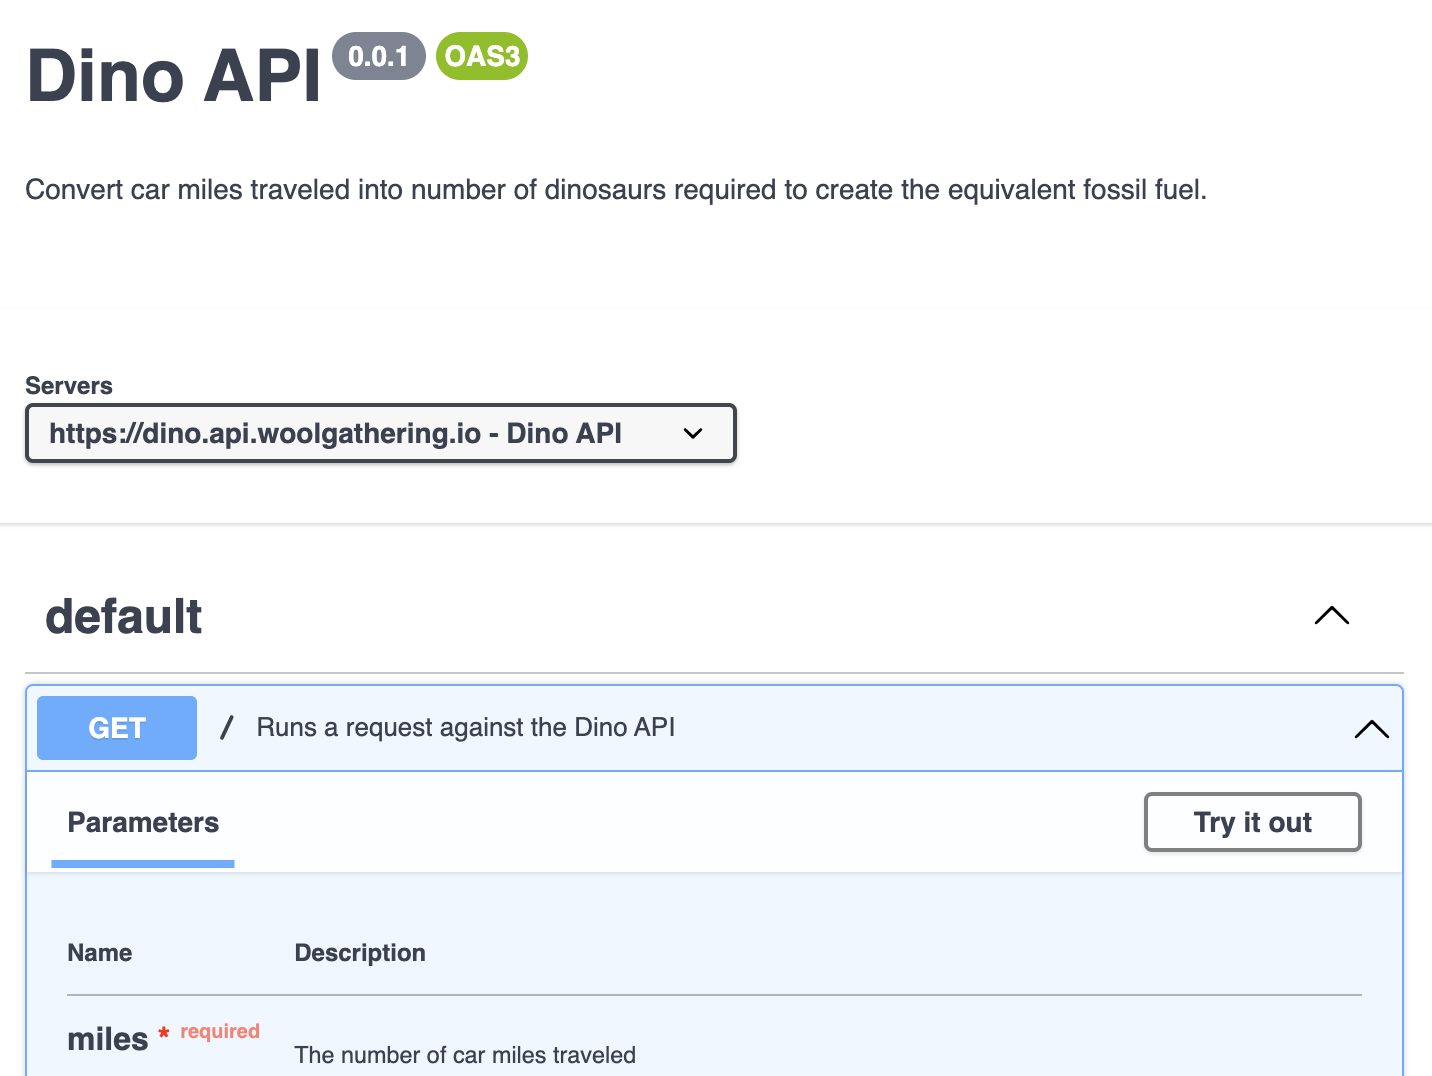 Dino API 0.0.1 OAS3
Convert car miles traveled into number of dinosaurs required to create the equivalent fossil fuel.
Servers
https://dino.api.woolgathering.io - Dino API
default
GET / Runs a request against the Dino API
Parameters Try it out
Name Description
miles * required
The number of car miles traveled